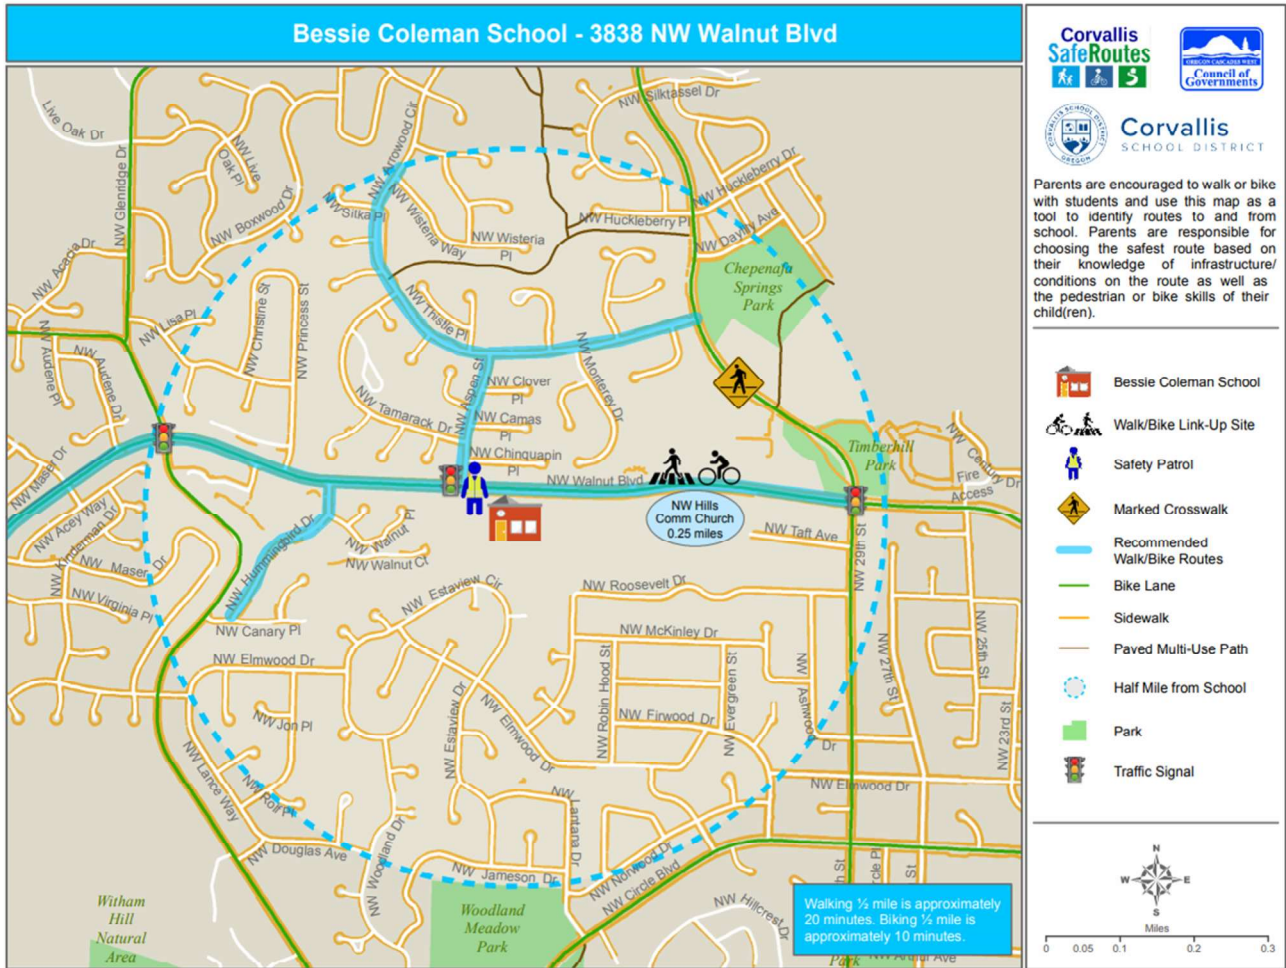 Bessie Coleman School - 3838 NW Walnut Blvd
Corvallis
SafeRoutes
OREGON CASCADES WEST
Council of
Governments
CORVALLIS SCHOOL DISTRICT
OREGON
Corvallis
SCHOOL DISTRICT
Parents are encouraged to walk or bike
with students and use this map as a
tool to identify routes to and from
school. Parents are responsible for
choosing the safest route based on
their knowledge of infrastructure/
conditions on the route as well as
the pedestrian or bike skills of their
child(ren).
Bessie Coleman School
Walk/Bike Link-Up Site
Safety Patrol
Marked Crosswalk
Recommended
Walk/Bike Routes
Bike Lane
Sidewalk
Paved Multi-Use Path
Half Mile from School
Park
Traffic Signal
N
W
E
S
Miles
0
0.05
0.1
0.2
0.3
Live Oak Dr
NW Glenridge Dr
NW Live
Oak Pl
NW Boxwood Dr
NW Arrowwood Cir
NW Silktassel Dr
NW Huckleberry Dr
NW Huckleberry Pl
NW Daylily Ave
NW Sitka Pl
NW Wisteria Way
NW Wisteria
Pl
NW Acacia Dr
Chepenafa
Springs
Park
NW Lisa Pl
NW Christine St
NW Princess St
NW Thistle Pl
NW Audene Pl
NW Audene Dr
NW Aspen St
NW Clover
Pl
NW Monterey Dr
NW Tamarack Dr
NW Camas
Pl
NW Chinquapin
Pl
Timberhill
Park
NW Century Dr
Fire
Access
NW Maser Dr
NW Walnut Blvd
NW Hills
Comm Church
0.25 miles
NW Acey Way
NW Kinderman Dr
NW Walnut Pl
NW Walnut Ct
NW Taft Ave
NW 29th St
NW Maser Dr
NW Hummingbird Dr
NW Virginia Pl
NW Canary Pl
NW Estaview Cir
NW Roosevelt Dr
NW McKinley Dr
NW Elmwood Dr
NW 27th St
NW 25th St
NW Robin Hood St
NW Evergreen St
NW Ashwood
Dr
NW Firwood Dr
NW 23rd St
NW Jon Pl
NW Estaview Dr
NW Elmwood Dr
NW Elmwood Dr
NW Lance Way
NW Rolf Pl
NW
Lantana Dr
NW Douglas Ave
NW Woodland Dr
NW Jameson Dr
NW Norwood Dr
NW Circle Blvd
NW Hillcrest Dr
Witham
Hill
Natural
Area
Woodland
Meadow
Park
Walking ½ mile is approximately
20 minutes. Biking ½ mile is
approximately 10 minutes.
St
Park
NW Arthur Ave